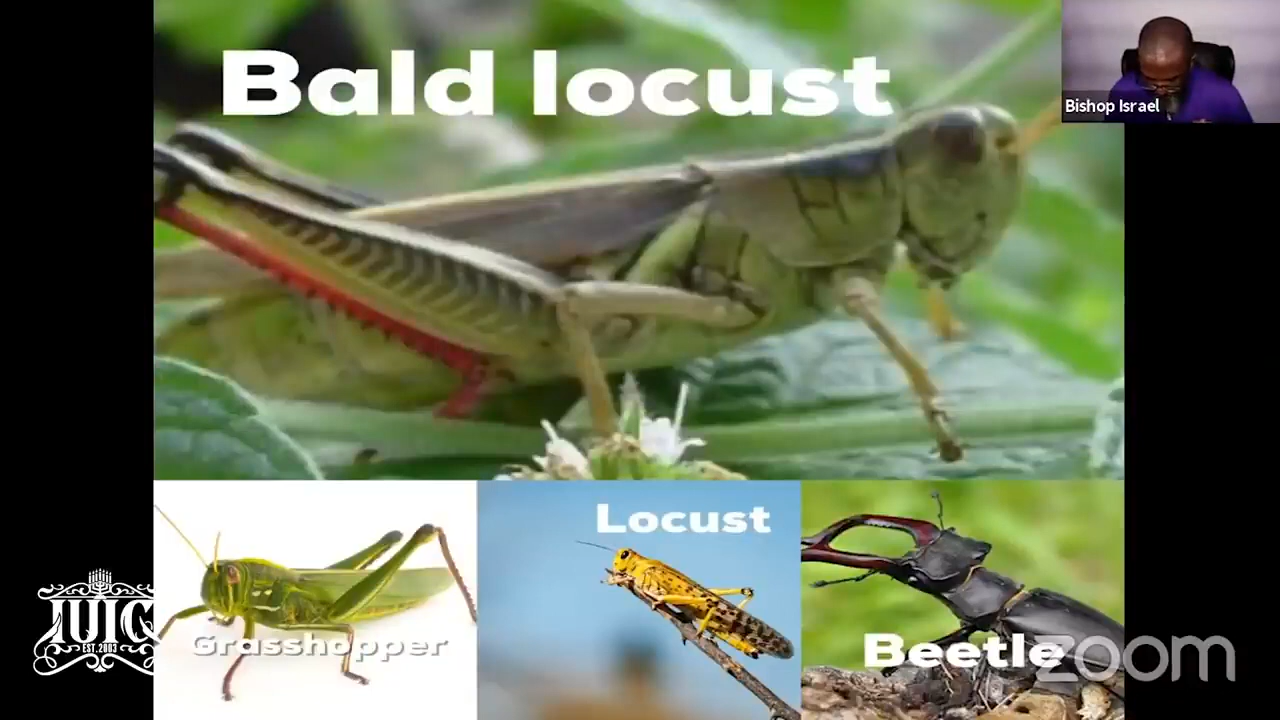 Bald locust
Bishop Israel
Locust
Grasshopper
Beetle
zoom
IUIC
EST. 2003